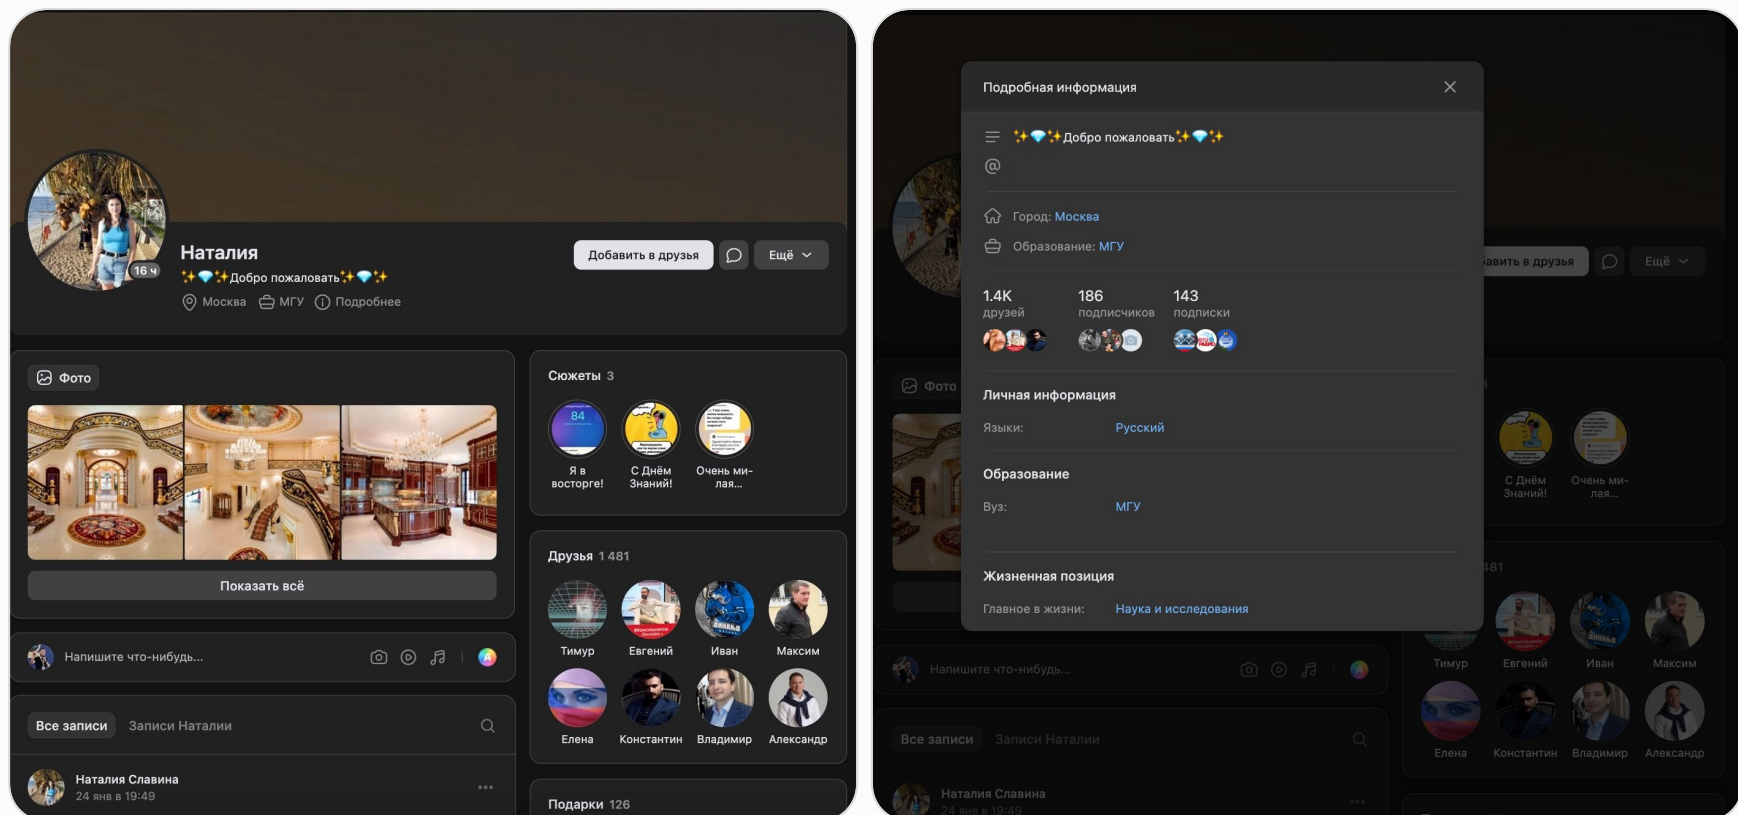 16 ч
Наталия
✨💎✨Добро пожаловать✨💎✨
Москва МГУ Подробнее
Добавить в друзья
Ещё
Фото
Показать всё
Напишите что-нибудь...
Все записи Записи Наталии
Наталия Славина
24 янв в 19:49
Сюжеты 3
84
Я в
восторге!
С Днём
Знаний!
Очень ми-
лая...
Друзья 1 481
Тимур Евгений Иван Максим
Елена Константин Владимир Александр
Подарки 126
Подробная информация
✨💎✨Добро пожаловать✨💎✨
@
Город: Москва
Образование: МГУ
1.4K 186 143
друзей подписчиков подписки
Личная информация
Языки: Русский
Образование
Вуз: МГУ
Жизненная позиция
Главное в жизни: Наука и исследования
авить в друзья
Ещё
Фото
3
С Днём
Знаний!
Очень ми-
лая...
481
Тимур Евгений Иван Максим
Елена Константин Владимир Александр
Напишите что-нибудь...
Все записи Записи Наталии
Наталия Славина
24 янв в 19:49